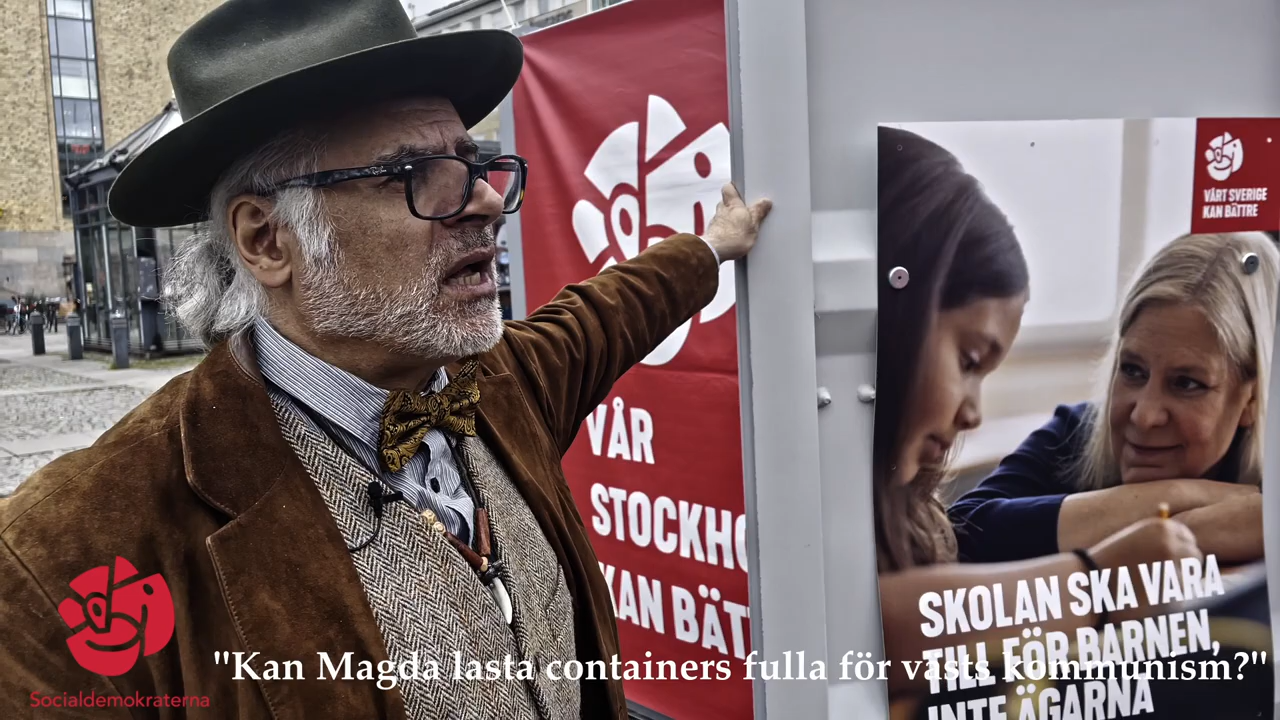 VÅRT SVERIGE
KAN BÄTTRE
VÅR
STOCKHO
KAN BÄTT
SKOLAN SKA VARA
TILL FÖR BARNEN,
INTE ÄGARNA
"Kan Magda lasta containers fulla för västs kommunism?"
Socialdemokraterna